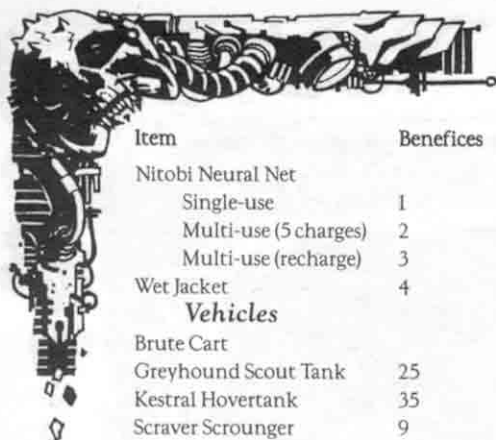 Item Benefices
Nitobi Neural Net
Single-use 1
Multi-use (5 charges) 2
Multi-use (recharge) 3
Wet Jacket 4
Vehicles
Brute Cart
Greyhound Scout Tank 25
Kestral Hovertank 35
Scraver Scrounger 9